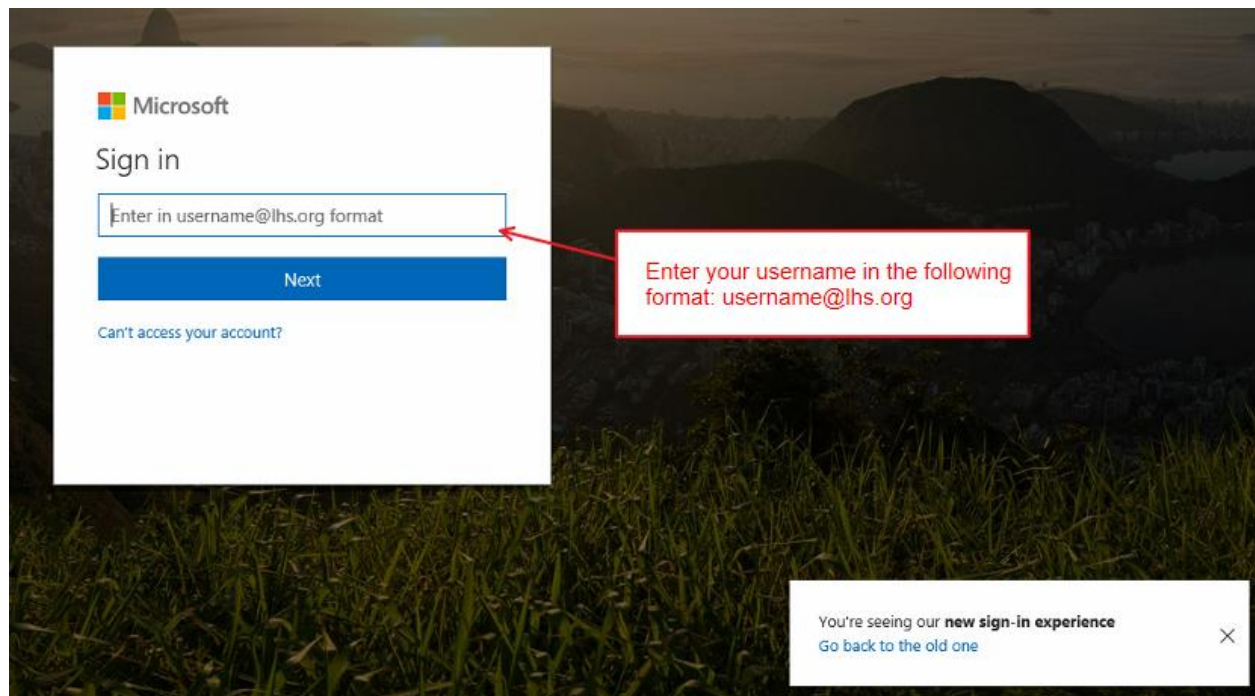 Microsoft
Sign in
Enter in username@lhs.org format
Next
Can't access your account?
Enter your username in the following
format: username@lhs.org
You're seeing our new sign-in experience
Go back to the old one